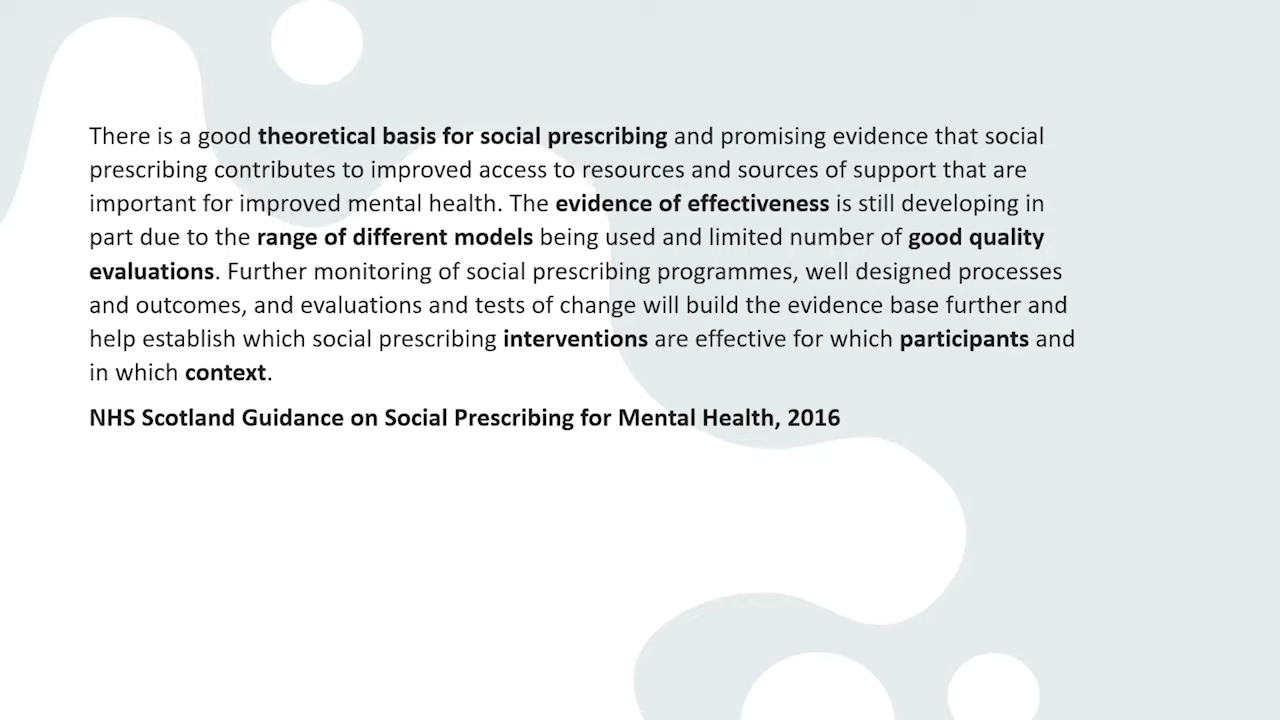 There is a good theoretical basis for social prescribing and promising evidence that social
prescribing contributes to improved access to resources and sources of support that are
important for improved mental health. The evidence of effectiveness is still developing in
part due to the range of different models being used and limited number of good quality
evaluations. Further monitoring of social prescribing programmes, well designed processes
and outcomes, and evaluations and tests of change will build the evidence base further and
help establish which social prescribing interventions are effective for which participants and
in which context.
NHS Scotland Guidance on Social Prescribing for Mental Health, 2016